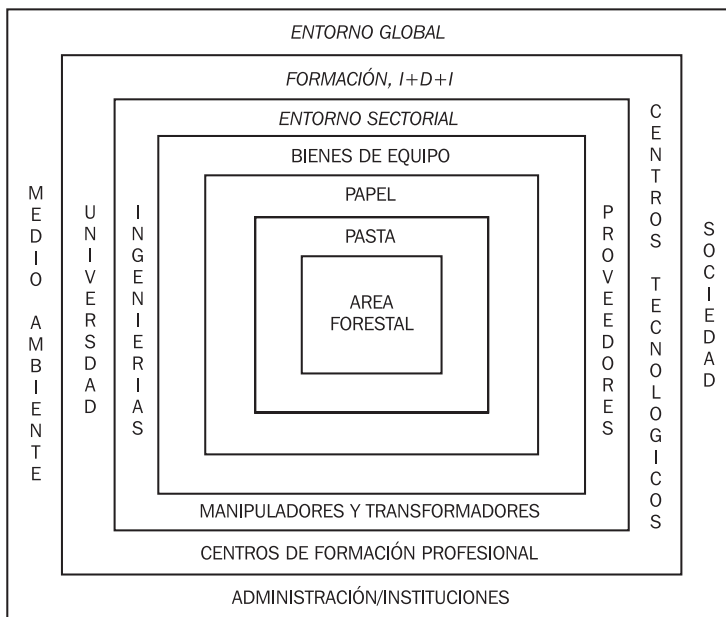 ENTORNO GLOBAL
FORMACIÓN, I+D+I
ENTORNO SECTORIAL
BIENES DE EQUIPO
PAPEL
PASTA
AREA
FORESTAL
MEDIO AMBIENTE
UNIVERSDAD
INGENIERIAS
PROVEEDORES
CENTROS TECNOLOGICOS
SOCIEDAD
MANIPULADORES Y TRANSFORMADORES
CENTROS DE FORMACIÓN PROFESIONAL
ADMINISTRACIÓN/INSTITUCIONES